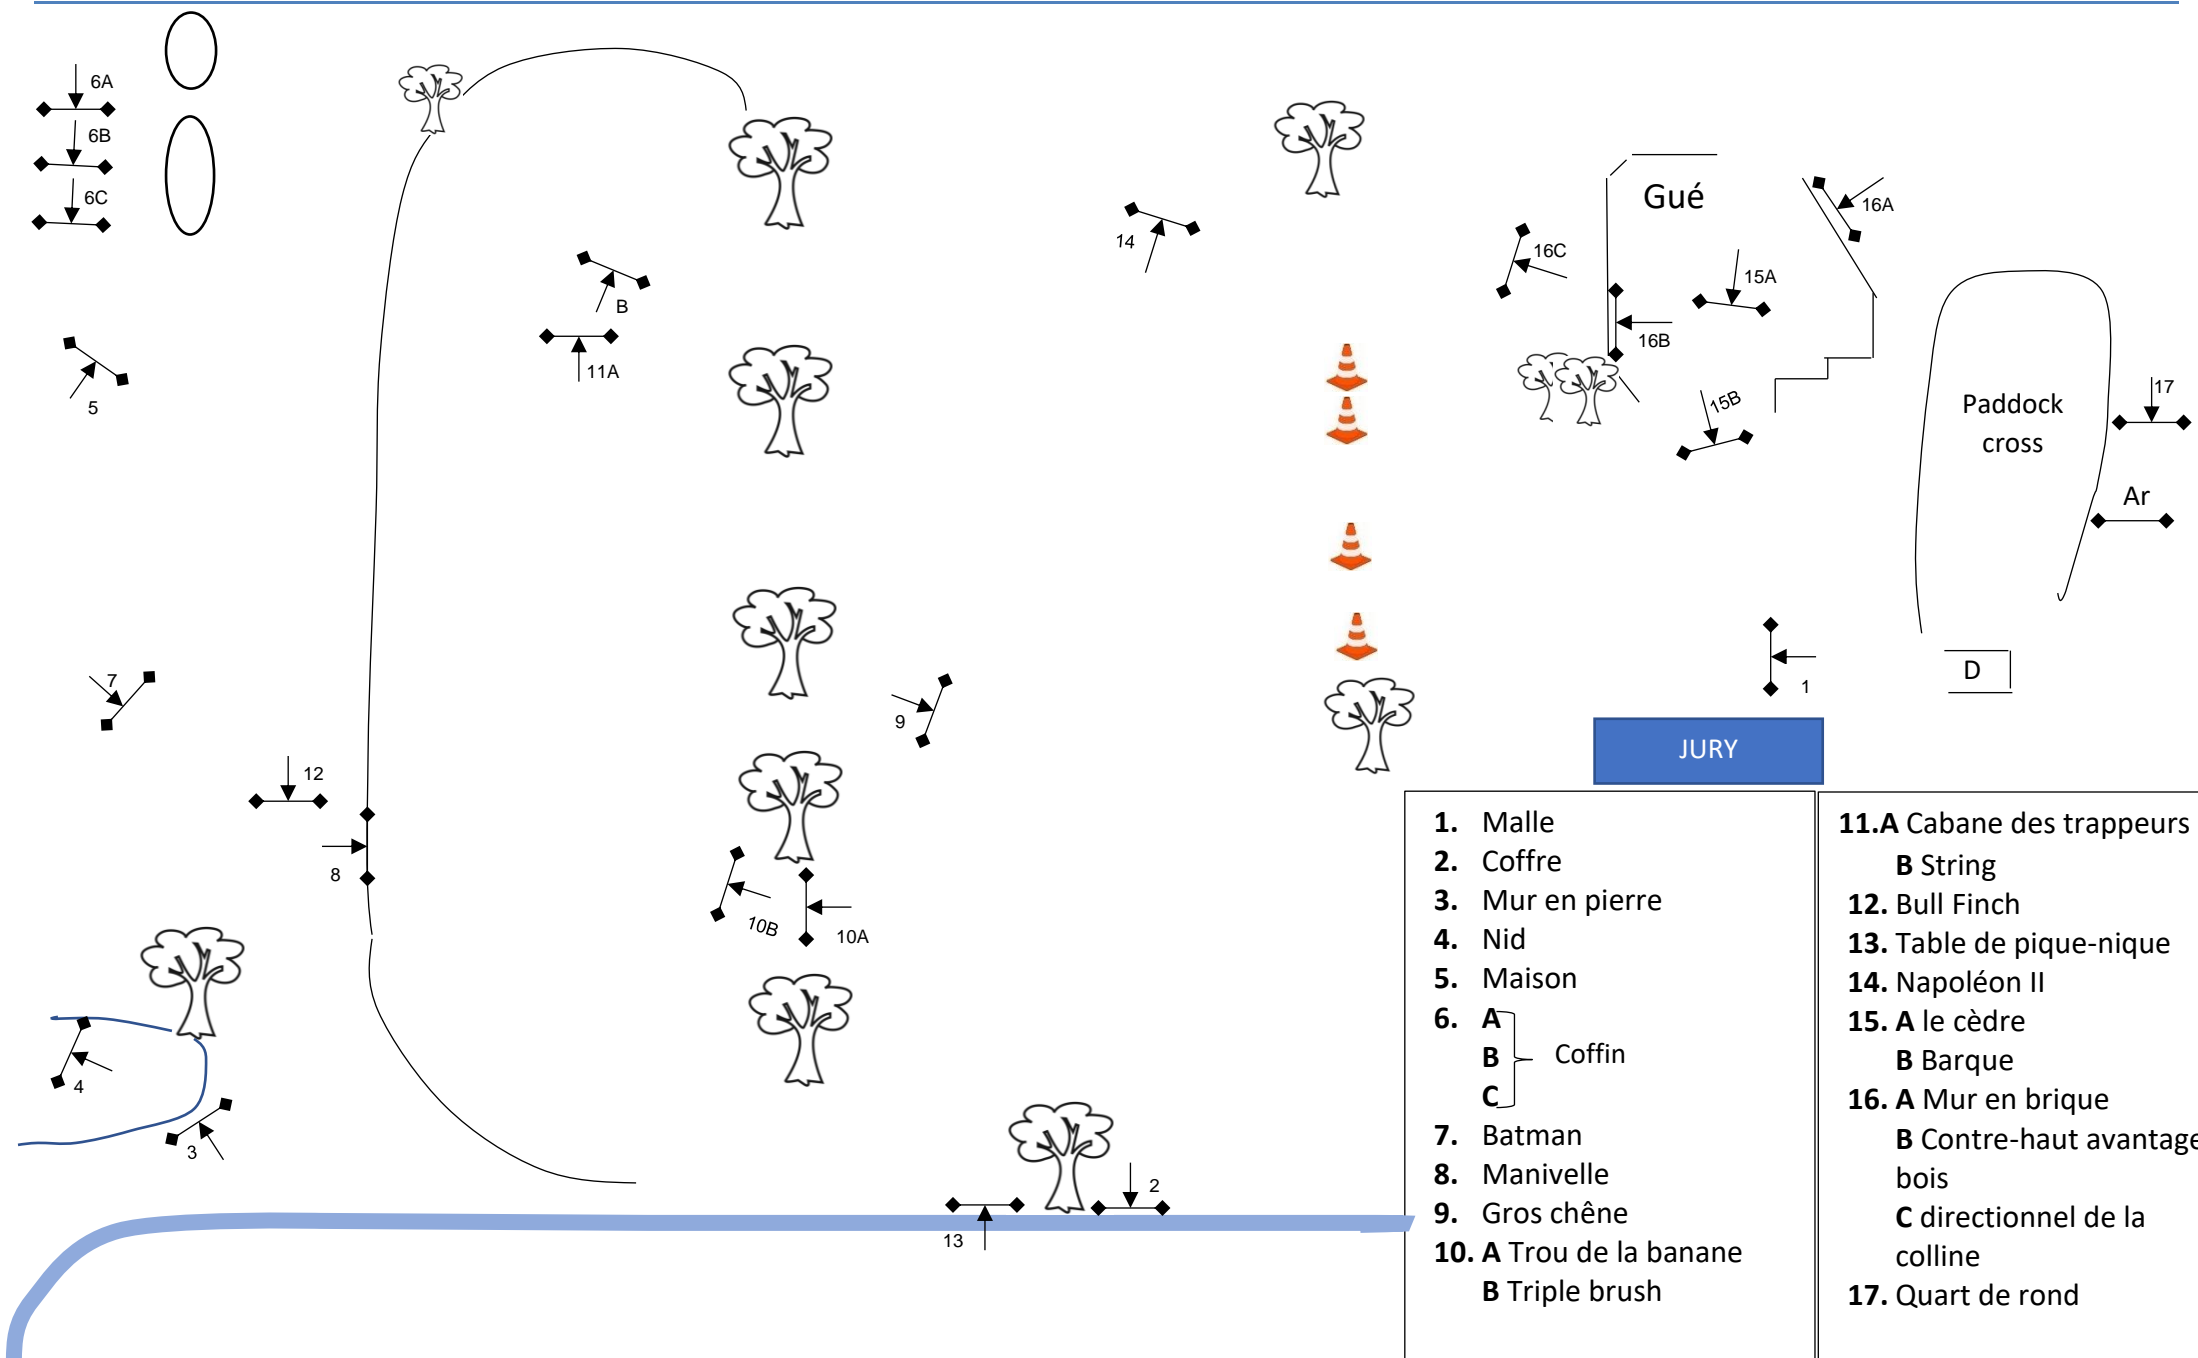 6A
6B
6C
5
7
12
8
4
3
B
11A
9
10B
10A
13
2
14
Gué
16A
16C
15A
16B
15B
Paddock
cross
17
Ar
1
D
JURY
1. Malle
2. Coffre
3. Mur en pierre
4. Nid
5. Maison
6. A
B
Coffin
C
7. Batman
8. Manivelle
9. Gros chêne
10. A Trou de la banane
B Triple brush
11.A Cabane des trappeurs
B String
12. Bull Finch
13. Table de pique-nique
14. Napoléon II
15. A le cèdre
B Barque
16. A Mur en brique
B Contre-haut avantage
bois
C directionnel de la
colline
17. Quart de rond